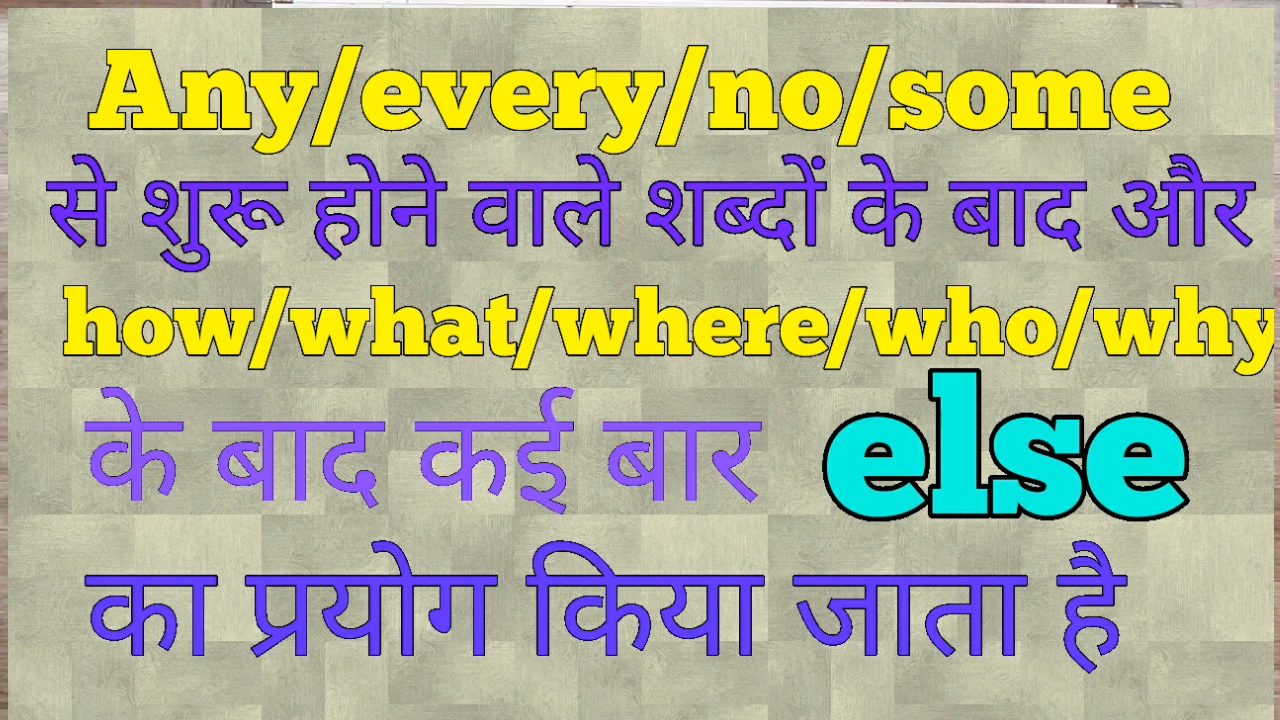 Any/every/no/some
से शुरू होने वाले शब्दों के बाद और
how/what/where/who/why
के बाद कई बार else
का प्रयोग किया जाता है